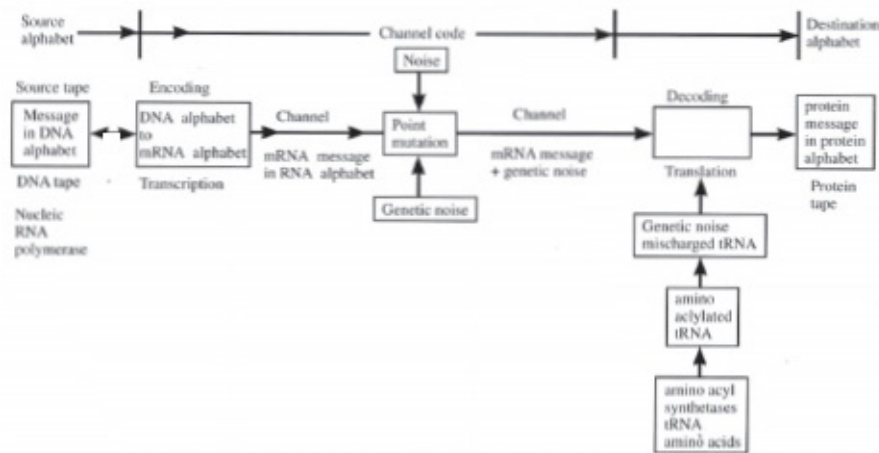 Source
alphabet
Channel code
Destination
alphabet
Noise
Source tape
Message
in DNA
alphabet
DNA tape
Nucleic
RNA
polymerase
Encoding
DNA alphabet
to
mRNA alphabet
Transcription
Channel
mRNA message
in RNA alphabet
Point
mutation
Genetic noise
Channel
mRNA message
+ genetic noise
Decoding
Translation
protein
message
in protein
alphabet
Protein
tape
Genetic noise
mischarged tRNA
amino
aclylated
tRNA
amino acyl
synthetases
tRNA
amino acids